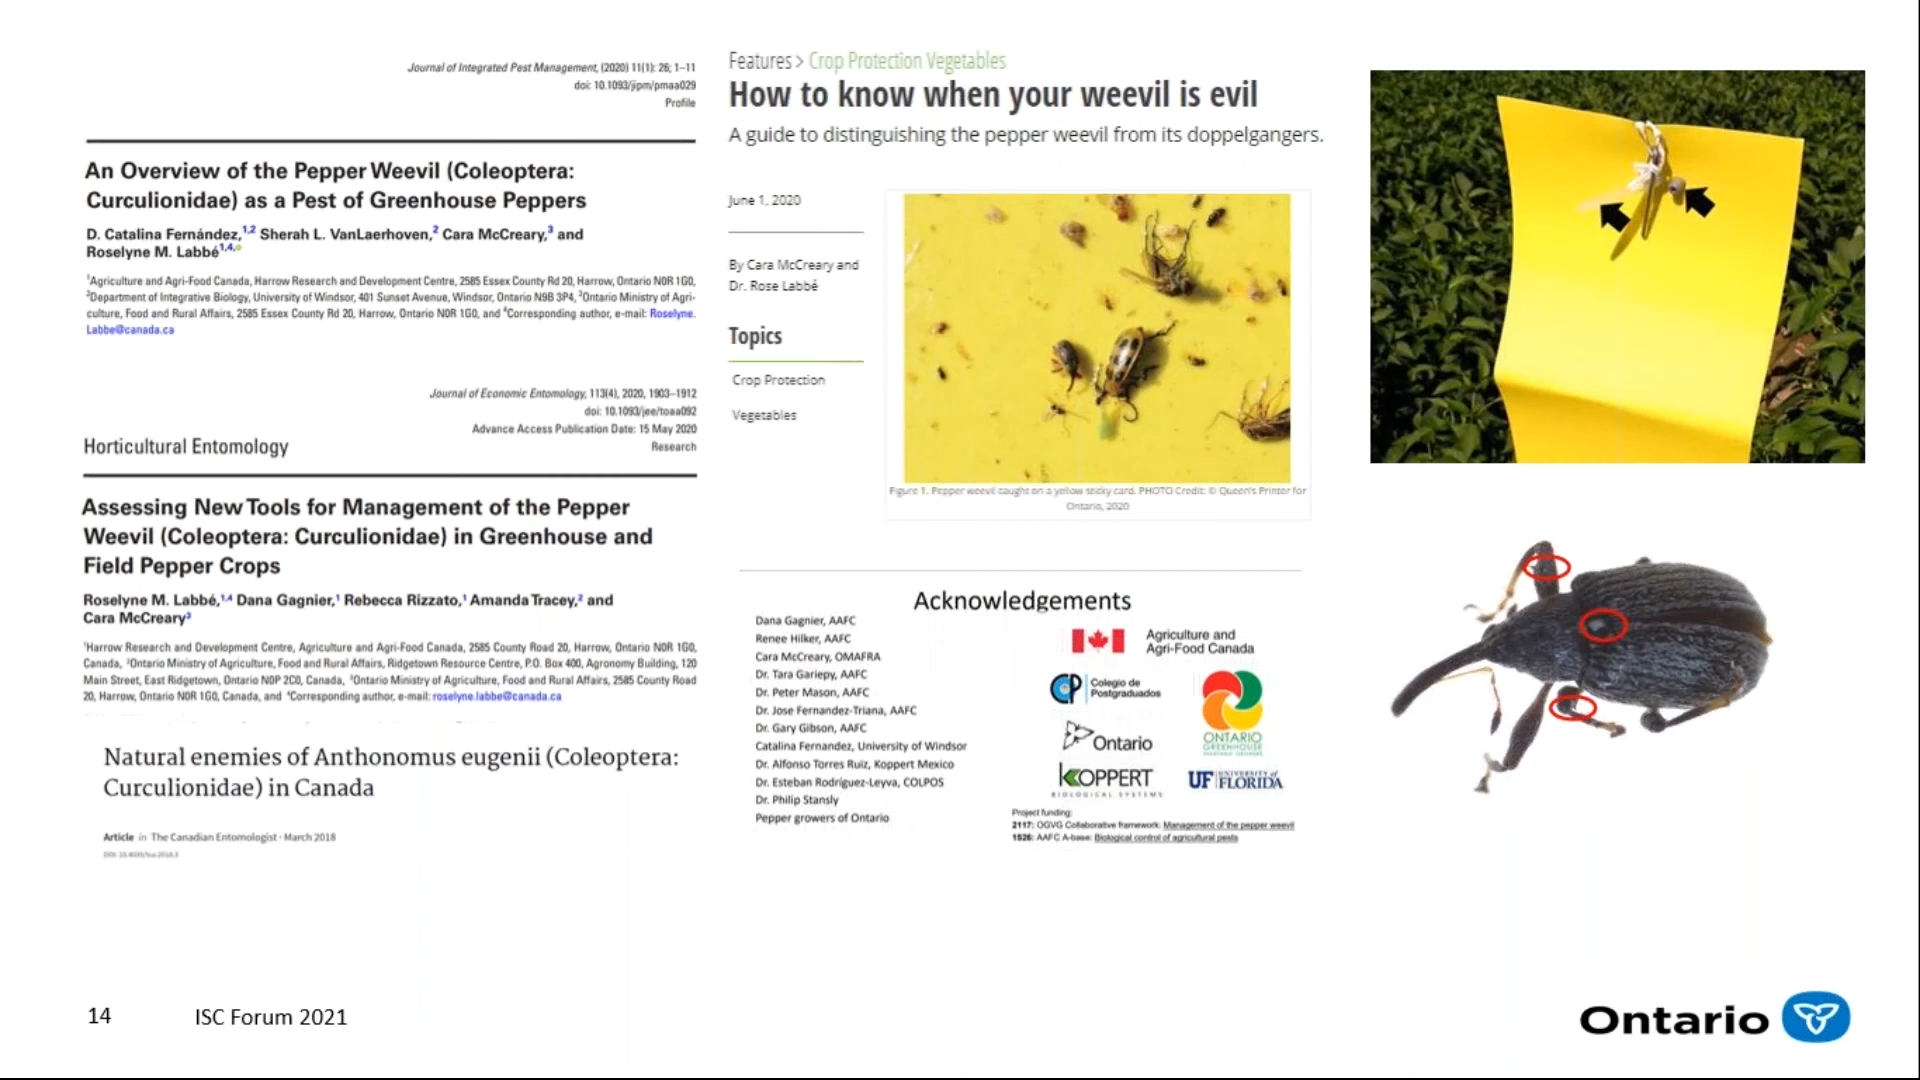 Journal of Integrated Pest Management, (2020) 11(1): 26; 1–11
doi: 10.1093/jipm/pmaa029
Profile
An Overview of the Pepper Weevil (Coleoptera:
Curculionidae) as a Pest of Greenhouse Peppers
D. Catalina Fernández,1,2 Sherah L. VanLaerhoven,2 Cara McCreary,3 and
Roselyne M. Labbé1,4,
1Agriculture and Agri-Food Canada, Harrow Research and Development Centre, 2585 Essex County Rd 20, Harrow, Ontario N0R 1G0,
2Department of Integrative Biology, University of Windsor, 401 Sunset Avenue, Windsor, Ontario N9B 3P4, 3Ontario Ministry of Agri-
culture, Food and Rural Affairs, 2585 Essex County Rd 20, Harrow, Ontario N0R 1G0, and 4Corresponding author, e-mail: Roselyne.
Labbe@canada.ca
Journal of Economic Entomology, 113(4), 2020, 1903–1912
doi: 10.1093/jee/toaa092
Advance Access Publication Date: 15 May 2020
Horticultural Entomology
Research
Assessing New Tools for Management of the Pepper
Weevil (Coleoptera: Curculionidae) in Greenhouse and
Field Pepper Crops
Roselyne M. Labbé,1,4 Dana Gagnier,1 Rebecca Rizzato,1 Amanda Tracey,2 and
Cara McCreary3
1Harrow Research and Development Centre, Agriculture and Agri-Food Canada, 2585 County Road 20, Harrow, Ontario N0R 1G0,
Canada, 2Ontario Ministry of Agriculture, Food and Rural Affairs, Ridgetown Resource Centre, P.O. Box 400, Agronomy Building, 120
Main Street, East Ridgetown, Ontario N0P 2C0, Canada, 3Ontario Ministry of Agriculture, Food and Rural Affairs, 2585 County Road
20, Harrow, Ontario N0R 1G0, Canada, and 4Corresponding author, e-mail: roselyne.labbe@canada.ca
Natural enemies of Anthonomus eugenii (Coleoptera:
Curculionidae) in Canada
Article in The Canadian Entomologist · March 2018
Features > Crop Protection Vegetables
How to know when your weevil is evil
A guide to distinguishing the pepper weevil from its doppelgangers.
June 1, 2020
By Cara McCreary and
Dr. Rose Labbé
Topics
Crop Protection
Vegetables
Figure 1. Pepper weevil caught on a yellow sticky card. PHOTO Credit: © Queen's Printer for
Ontario, 2020
Acknowledgements
Dana Gagnier, AAFC
Renee Hilker, AAFC
Cara McCreary, OMAFRA
Dr. Tara Gariepy, AAFC
Dr. Peter Mason, AAFC
Dr. Jose Fernandez-Triana, AAFC
Dr. Gary Gibson, AAFC
Catalina Fernandez, University of Windsor
Dr. Alfonso Torres Ruiz, Koppert Mexico
Dr. Esteban Rodríguez-Leyva, COLPOS
Dr. Philip Stansly
Pepper growers of Ontario
Agriculture and
Agri-Food Canada
CP Colegio de
Postgraduados
Ontario
ONTARIO
GREENHOUSE
KOPPERT
BIOLOGICAL SYSTEMS
UF UNIVERSITY of
FLORIDA
Project funding:
2117: OGVG Collaborative framework: Management of the pepper weevil
1526: AAFC A-base: Biological control of agricultural pests
14
ISC Forum 2021
Ontario